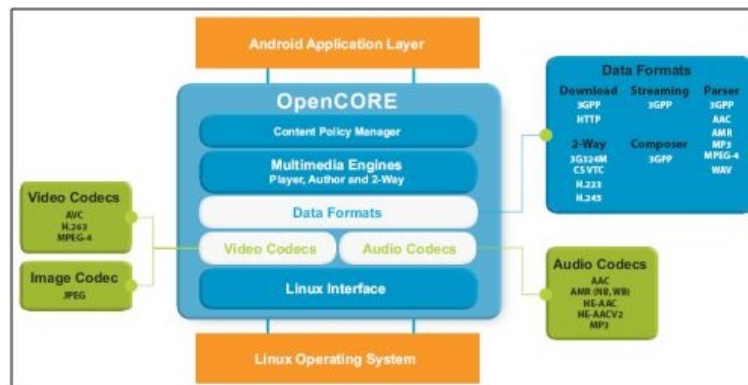 Android Application Layer
OpenCORE
Content Policy Manager
Multimedia Engines
Player, Author and 2-Way
Data Formats
Video Codecs
Audio Codecs
Linux Interface
Linux Operating System
Video Codecs
AVC
H.263
MPEG-4
Image Codec
JPEG
Data Formats
Download
3GPP
HTTP
Streaming
3GPP
Parser
3GPP
AAC
AMR
MP3
MPEG-4
WAV
2-Way
3G324M
CSVTC
H.223
H.245
Composer
3GPP
Audio Codecs
AAC
AMR (NB, WB)
HE-AAC
HE-AACV2
MP3